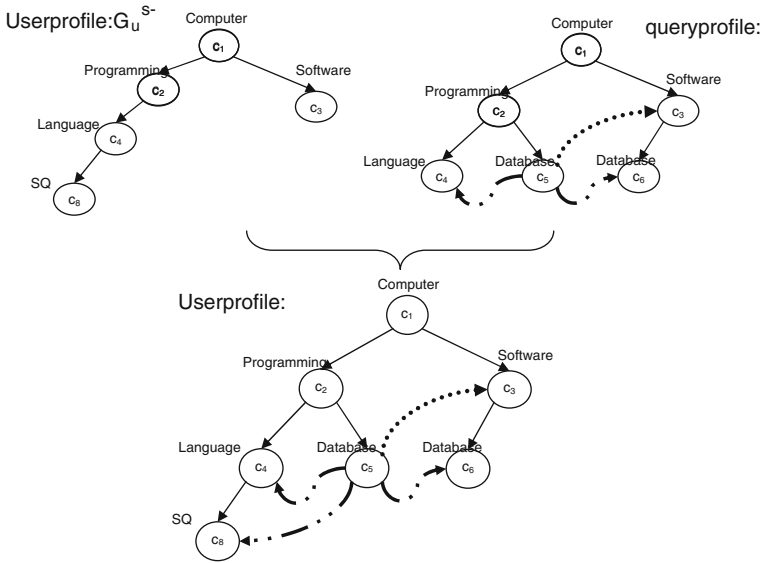 Userprofile:Gu s-
Computer
c1
Programming
c2
Software
c3
Language
c4
SQ
c8
queryprofile:
Computer
c1
Programming
c2
Software
c3
Language
c4
Database
c5
Database
c6
Userprofile:
Computer
c1
Programming
c2
Software
c3
Language
c4
Database
c5
Database
c6
SQ
c8